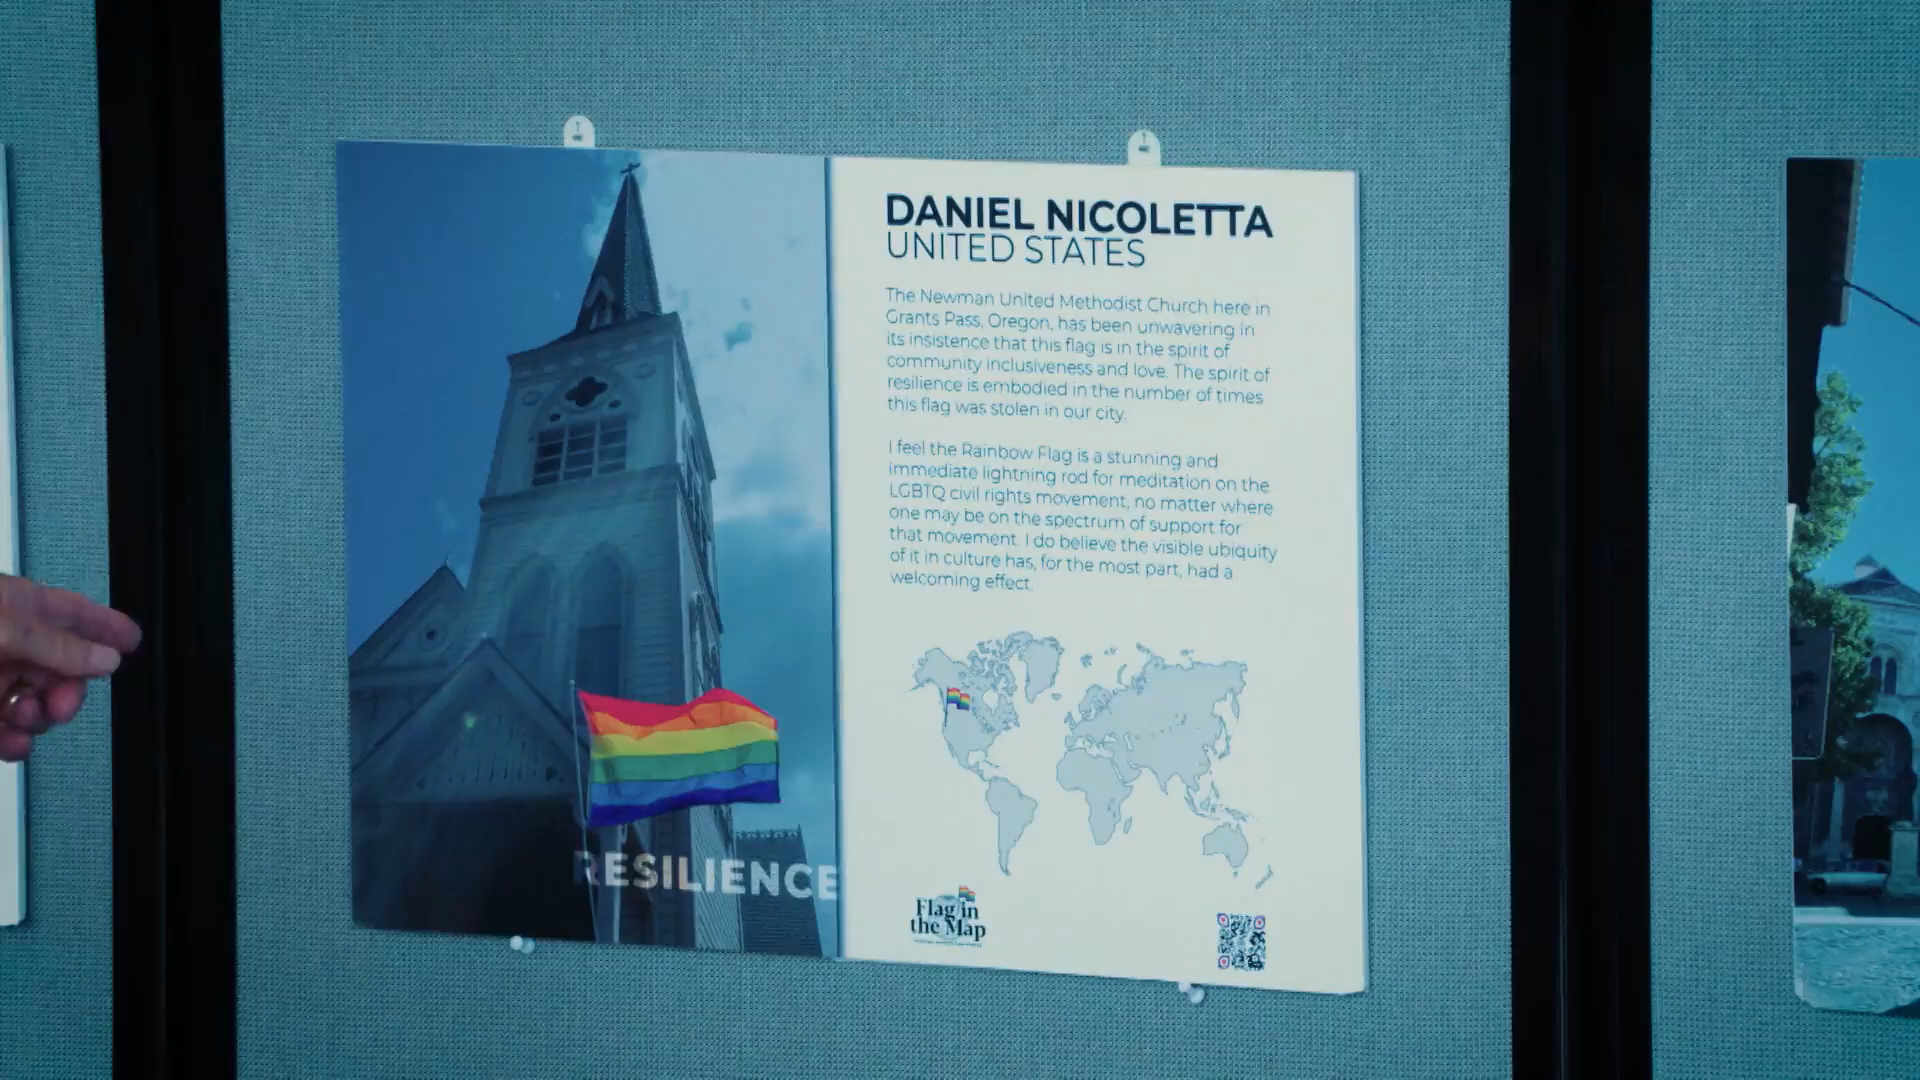 DANIEL NICOLETTA
UNITED STATES
The Newman United Methodist Church here in
Grants Pass, Oregon, has been unwavering in
its insistence that this flag is in the spirit of
community inclusiveness and love. The spirit of
resilience is embodied in the number of times
this flag was stolen in our city.
I feel the Rainbow Flag is a stunning and
immediate lightning rod for meditation on the
LGBTQ civil rights movement, no matter where
one may be on the spectrum of support for
that movement. I do believe the visible ubiquity
of it in culture has, for the most part, had a
welcoming effect.
RESILIENCE
Flag in
the Map